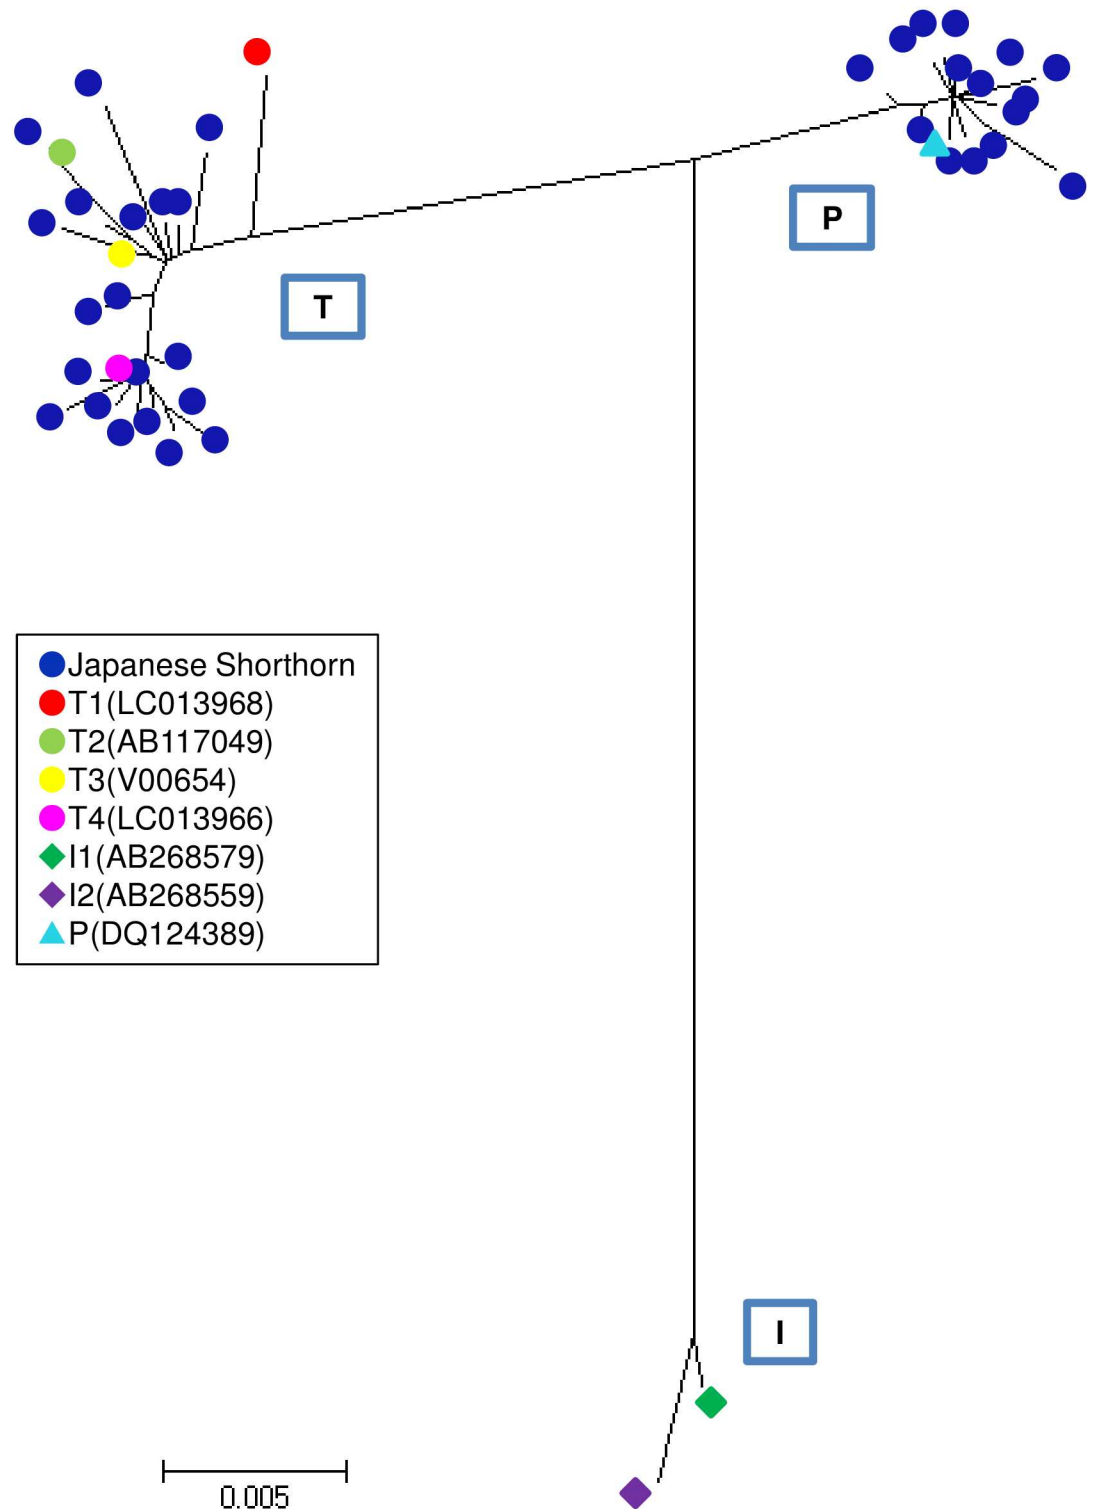 P
T
Japanese Shorthorn
T1(LC013968)
T2(AB117049)
T3(V00654)
T4(LC013966)
I1(AB268579)
I2(AB268559)
P(DQ124389)
I
0.005